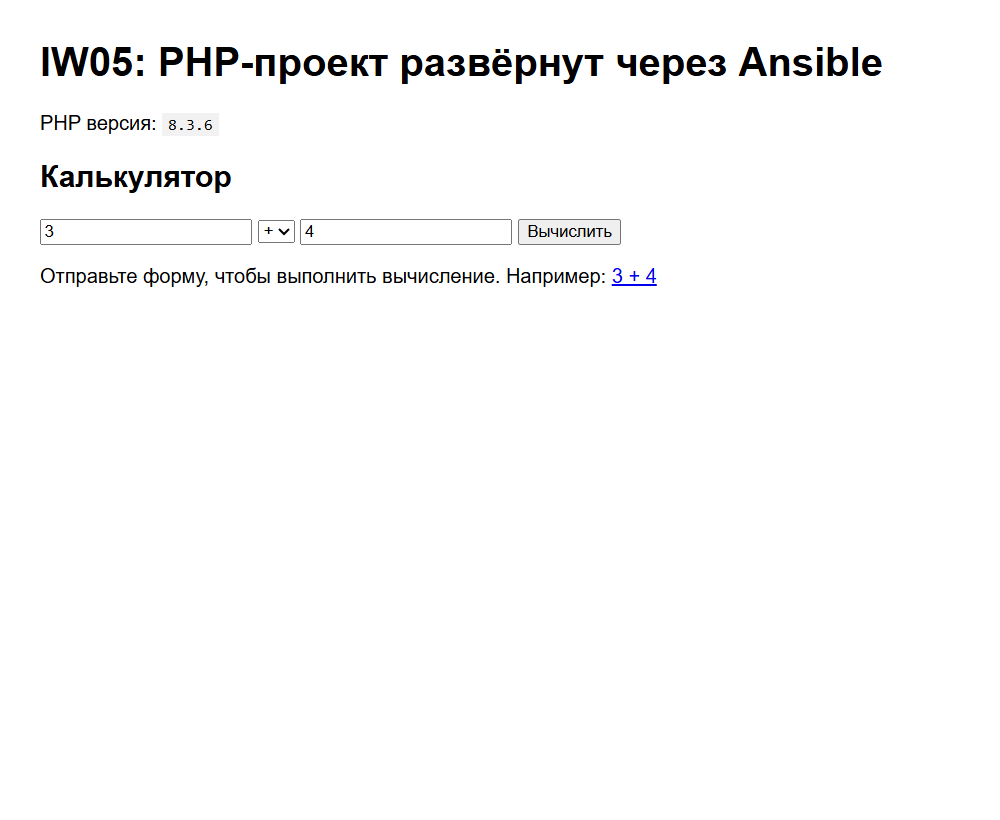 IW05: PHP-проект развёрнут через Ansible
PHP версия: 8.3.6
Калькулятор
3 + 4 Вычислить
Отправьте форму, чтобы выполнить вычисление. Например: 3 + 4